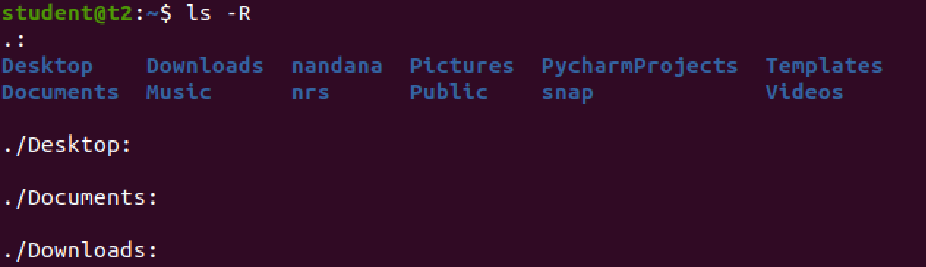 student@t2:~$ ls -R
.:
Desktop    Downloads  nandana  Pictures  PycharmProjects  Templates
Documents  Music      nrs      Public    snap             Videos

./Desktop:

./Documents:

./Downloads: